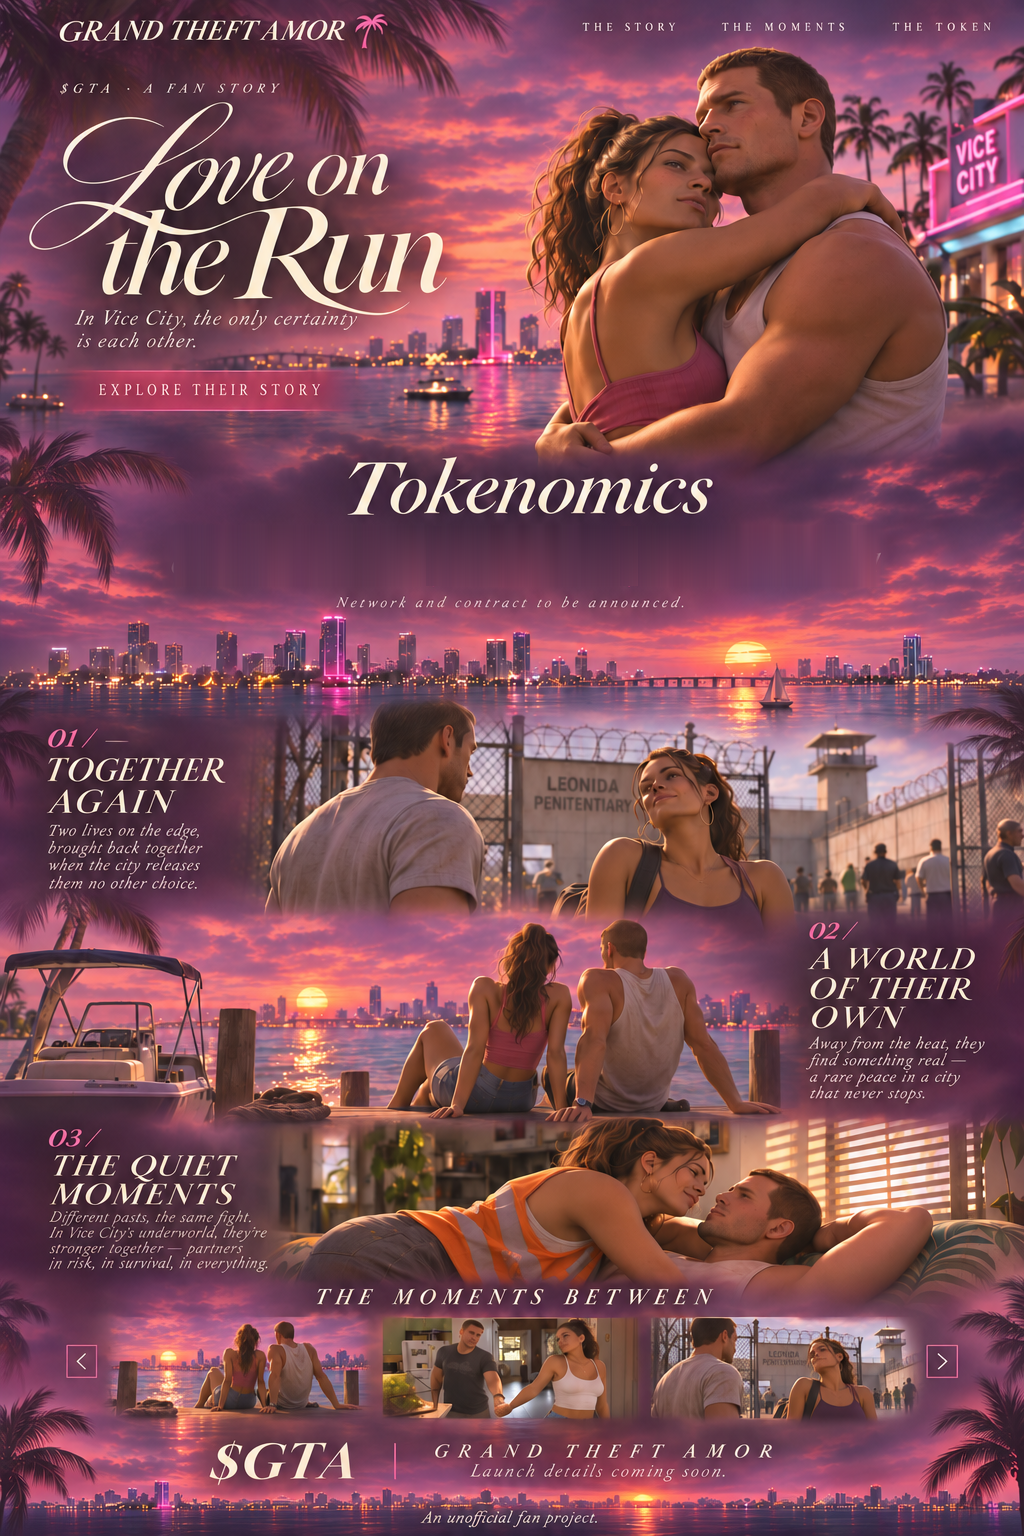 GRAND THEFT AMOR
THE STORY
THE MOMENTS
THE TOKEN
$GTA · A FAN STORY
Love on
the Run
In Vice City, the only certainty
is each other.
EXPLORE THEIR STORY
VICE
CITY
Tokenomics
Network and contract to be announced.
01 / —
TOGETHER
AGAIN
Two lives on the edge,
brought back together
when the city releases
them no other choice.
LEONIDA
PENITENTIARY
02 /
A WORLD
OF THEIR
OWN
Away from the heat, they
find something real —
a rare peace in a city
that never stops.
03 /
THE QUIET
MOMENTS
Different pasts, the same fight.
In Vice City's underworld, they're
stronger together — partners
in risk, in survival, in everything.
THE MOMENTS BETWEEN
LEONIDA
PENITENTIARY
$GTA
GRAND THEFT AMOR
Launch details coming soon.
An unofficial fan project.